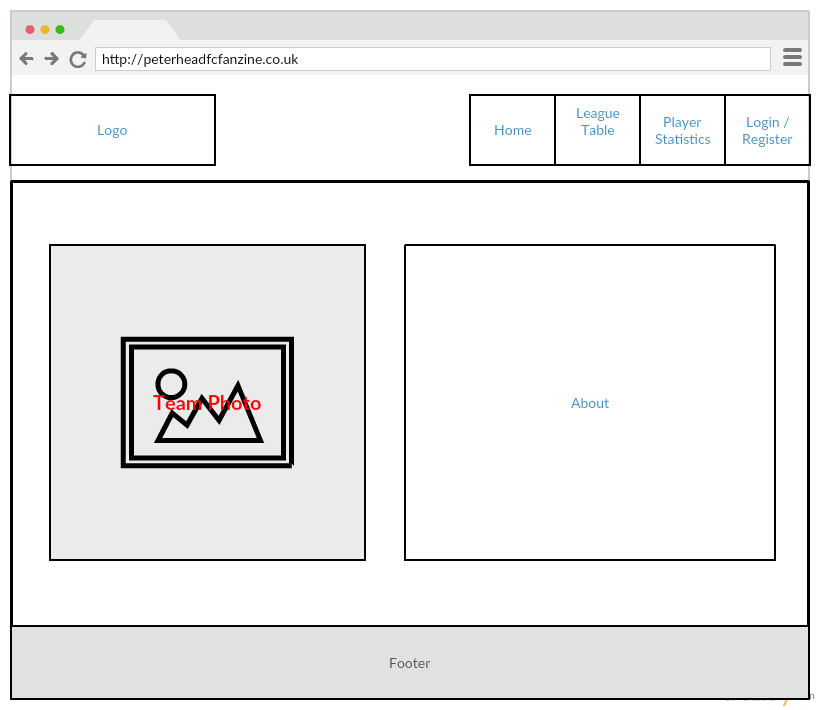 http://peterheadfcfanzine.co.uk
Logo
Home
League
Table
Player
Statistics
Login /
Register
Team Photo
About
Footer